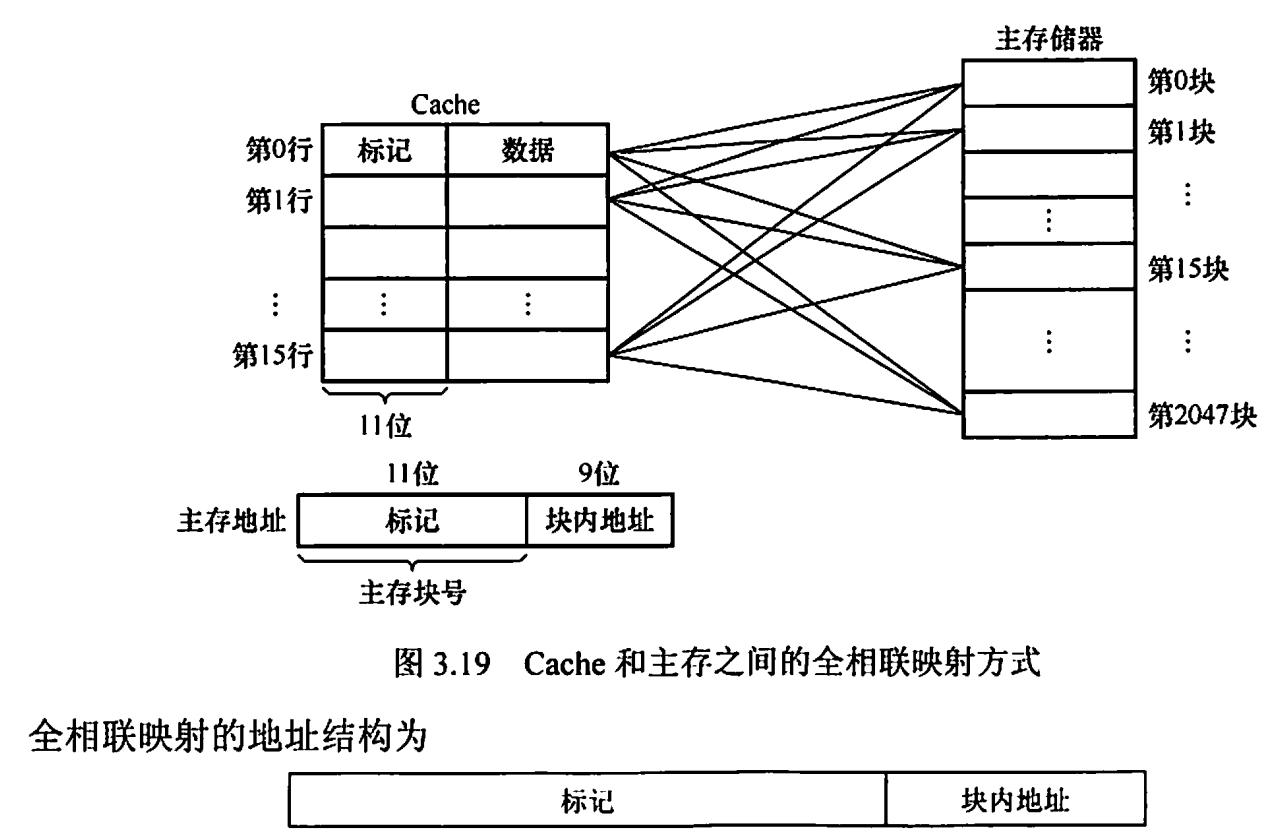 主存储器
第0块
Cache
第1块
第0行 标记 数据
第1行
⋮
⋮
第15块
⋮ ⋮ ⋮
⋮ ⋮
第15行
第2047块
11位
11位 9位
主存地址 标记 块内地址
主存块号
图 3.19 Cache 和主存之间的全相联映射方式
全相联映射的地址结构为
标记 块内地址